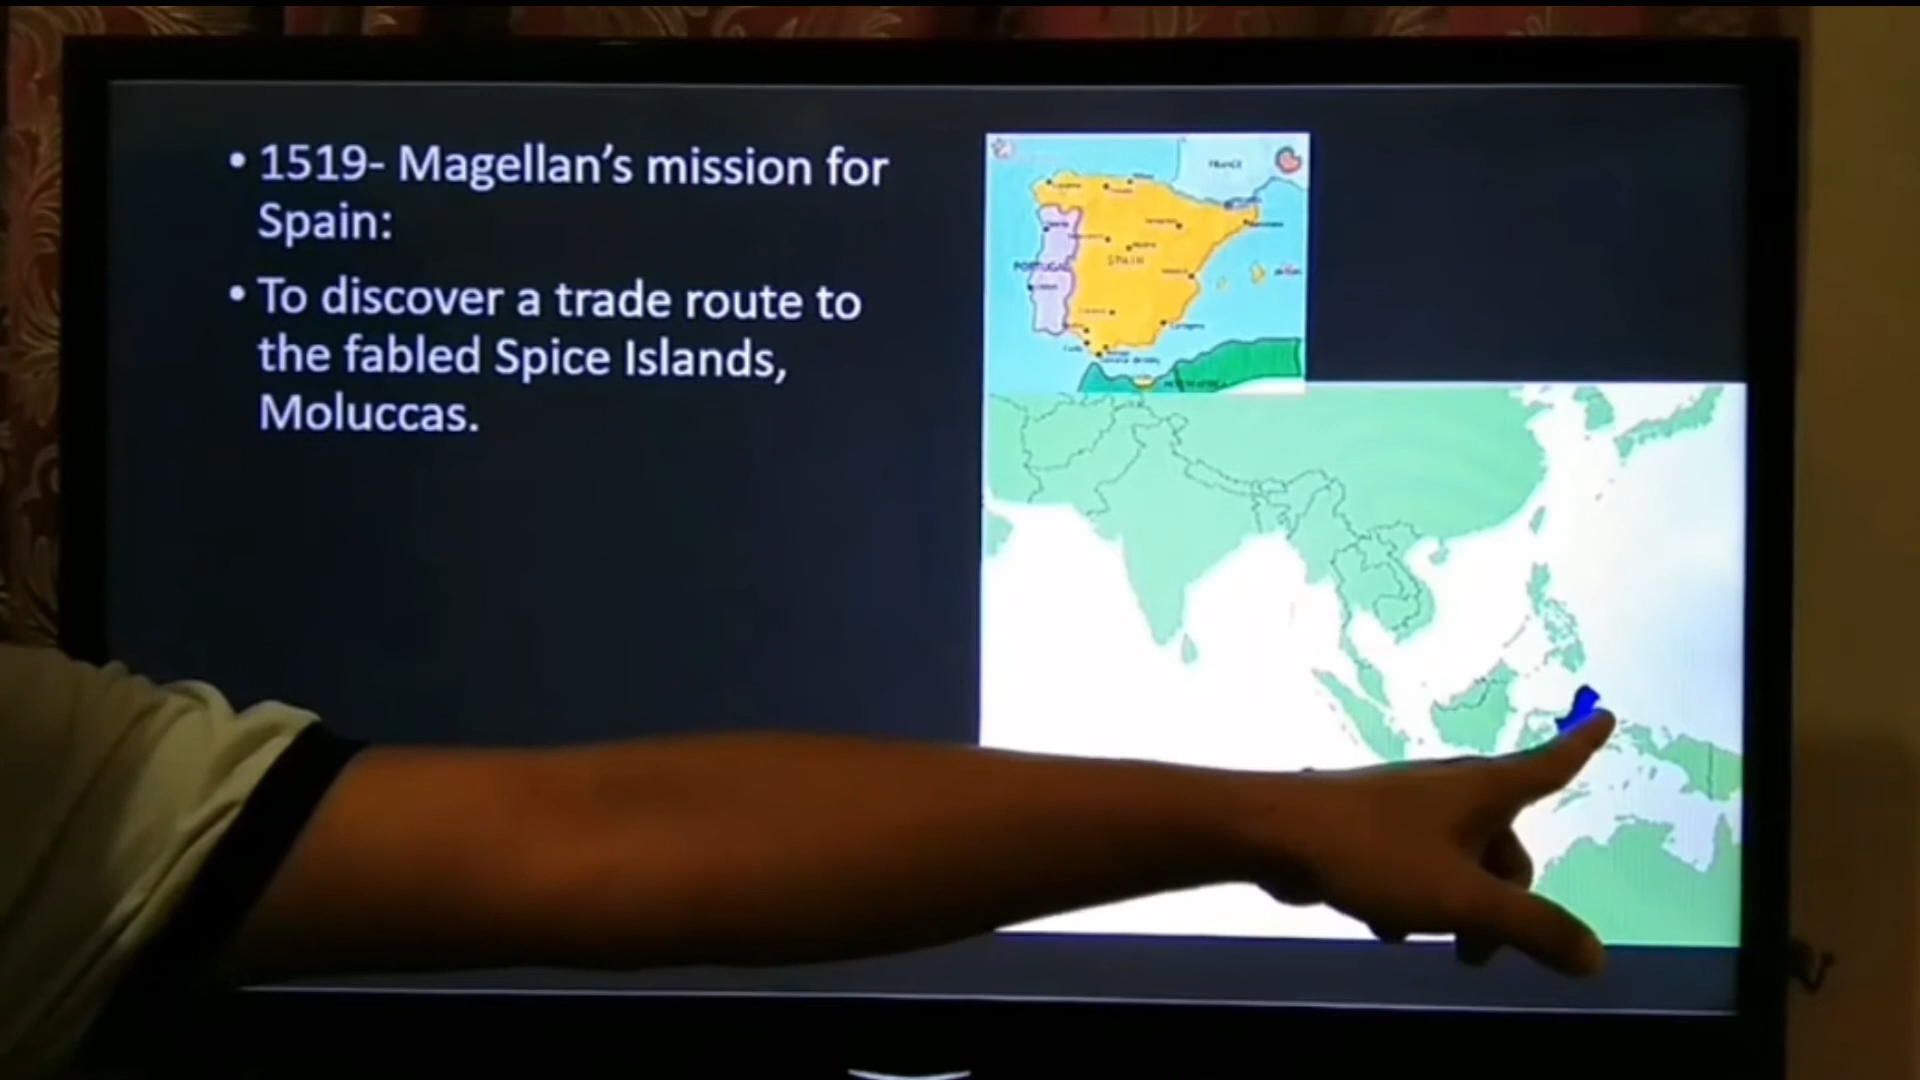 • 1519- Magellan's mission for
Spain:
• To discover a trade route to
the fabled Spice Islands,
Moluccas.
FRANCE
PORTUGAL
SPAIN